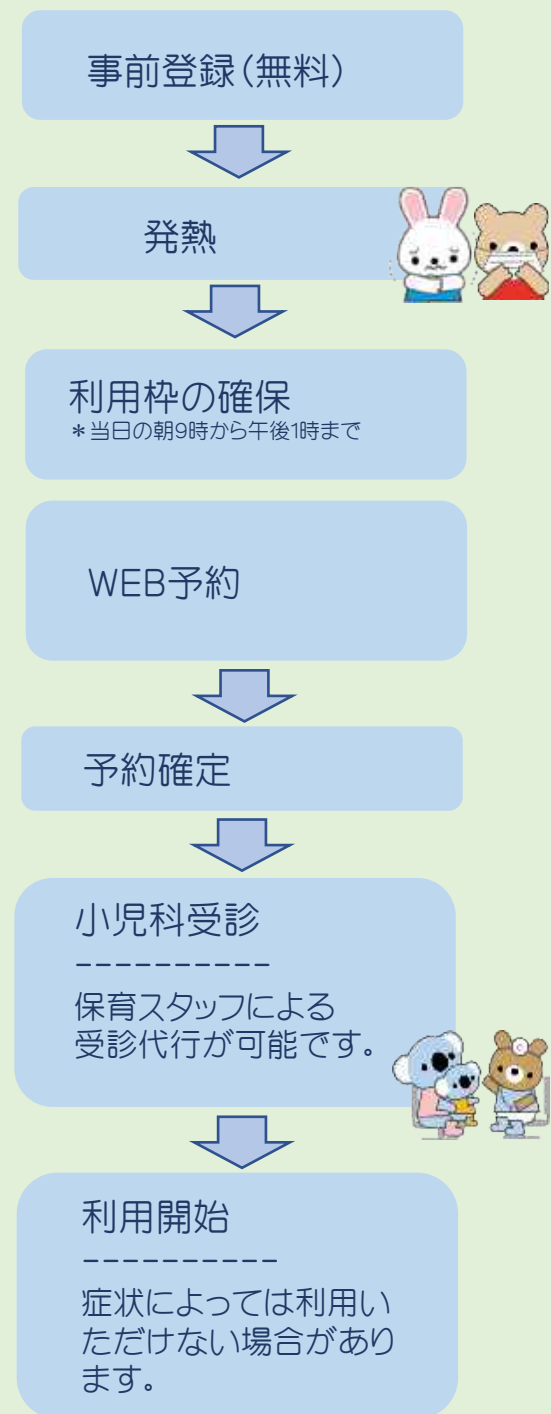 事前登録(無料)
発熱
利用枠の確保
*当日の朝9時から午後1時まで
WEB予約
予約確定
小児科受診
----------
保育スタッフによる
受診代行が可能です。
利用開始
----------
症状によっては利用い
ただけない場合があり
ます。